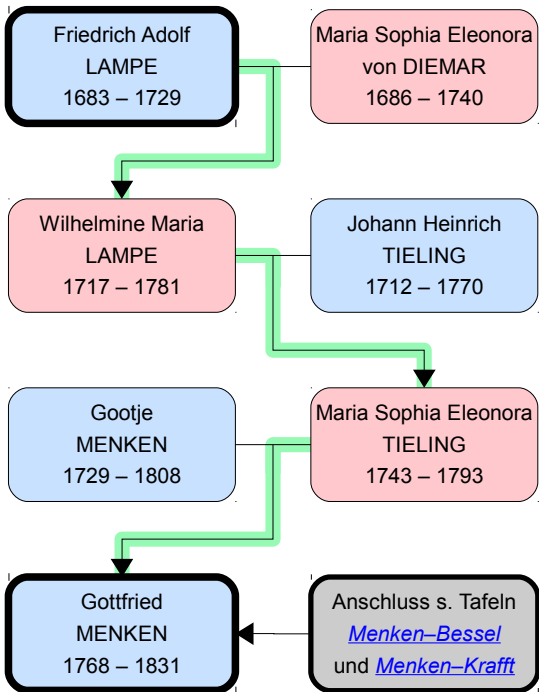 Friedrich Adolf
LAMPE
1683 – 1729
Maria Sophia Eleonora
von DIEMAR
1686 – 1740
Wilhelmine Maria
LAMPE
1717 – 1781
Johann Heinrich
TIELING
1712 – 1770
Gootje
MENKEN
1729 – 1808
Maria Sophia Eleonora
TIELING
1743 – 1793
Gottfried
MENKEN
1768 – 1831
Anschluss s. Tafeln
Menken–Bessel
und Menken–Krafft